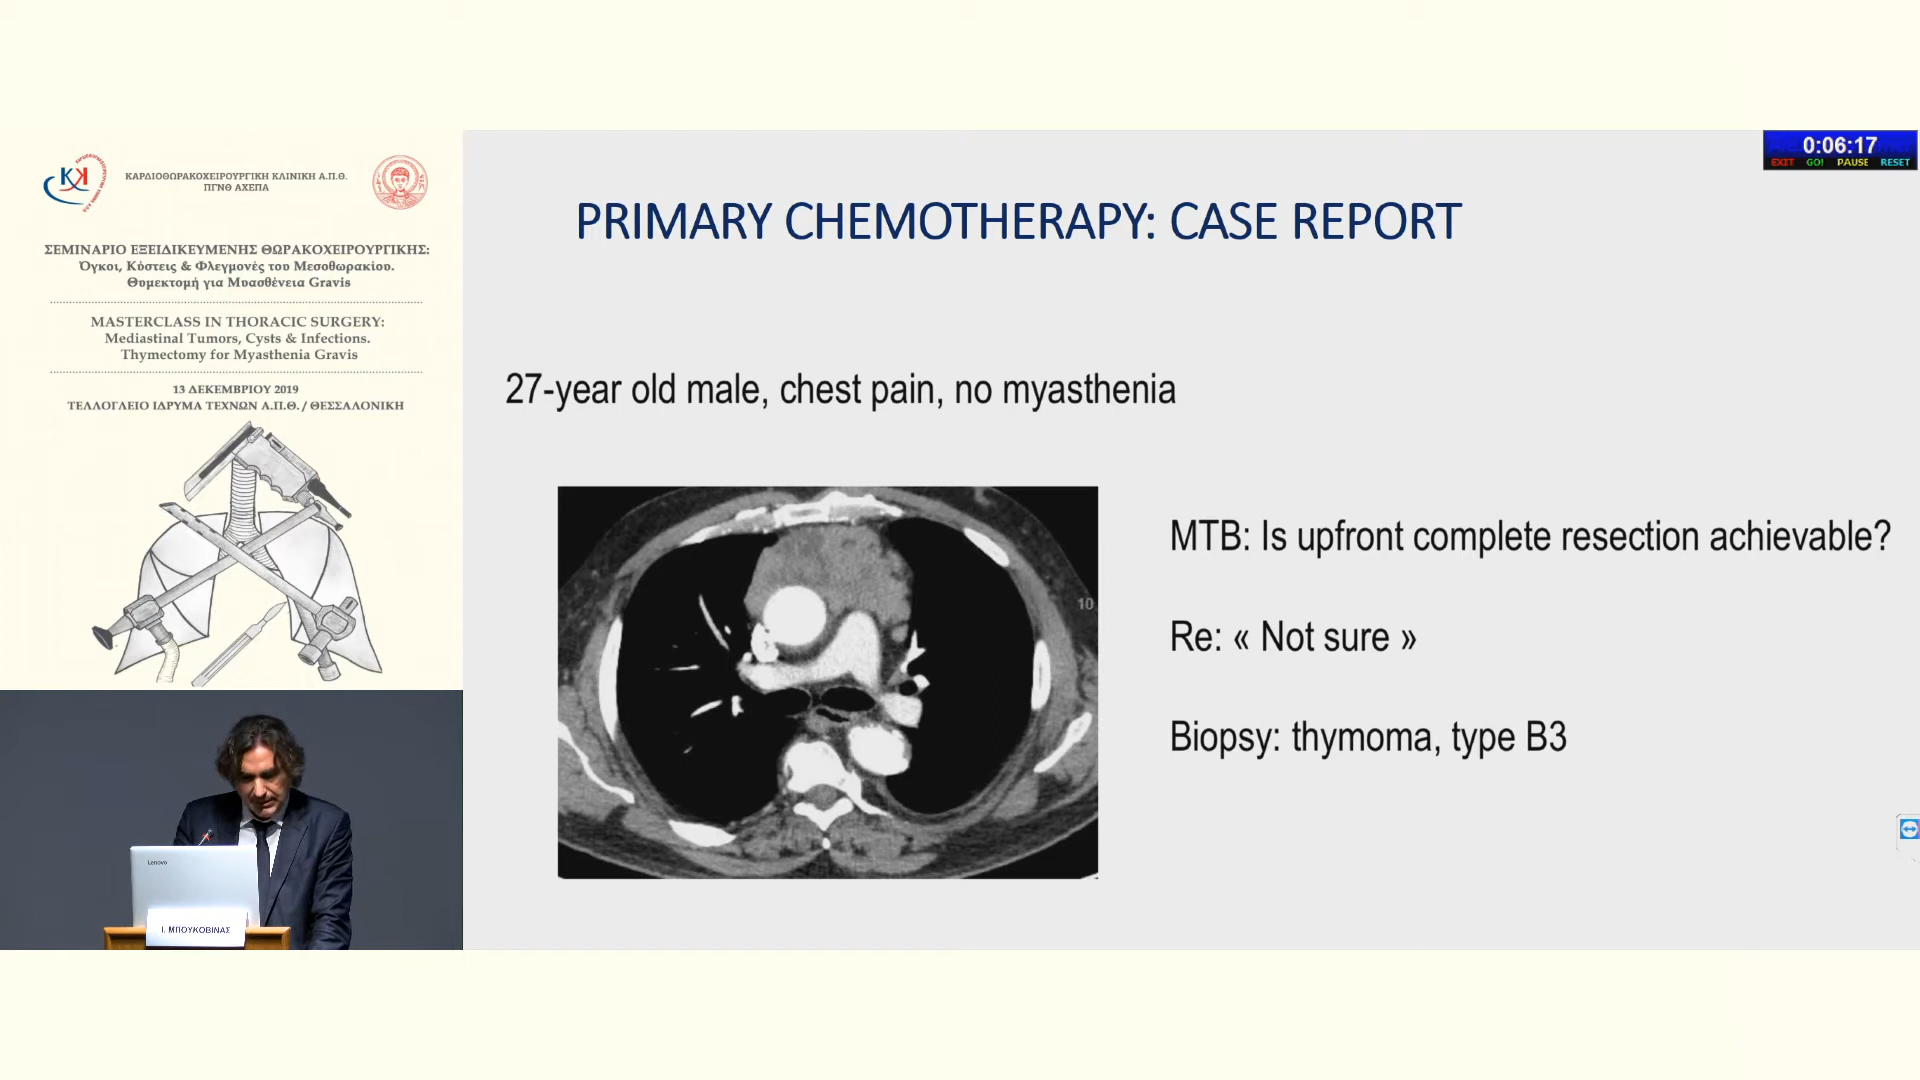 ΚΚ
ΚΑΡΔΙΟΘΩΡΑΚΟΧΕΙΡΟΥΡΓΙΚΗ ΚΛΙΝΙΚΗ Α.Π.Θ.
ΠΓΝΘ ΑΧΕΠΑ
ΣΕΜΙΝΑΡΙΟ ΕΞΕΙΔΙΚΕΥΜΕΝΗΣ ΘΩΡΑΚΟΧΕΙΡΟΥΡΓΙΚΗΣ:
Όγκοι, Κύστεις & Φλεγμονές του Μεσοθωρακίου.
Θυμεκτομή για Μυασθένεια Gravis
MASTERCLASS IN THORACIC SURGERY:
Mediastinal Tumors, Cysts & Infections.
Thymectomy for Myasthenia Gravis
13 ΔΕΚΕΜΒΡΙΟΥ 2019
ΤΕΛΛΟΓΛΕΙΟ ΙΔΡΥΜΑ ΤΕΧΝΩΝ Α.Π.Θ. / ΘΕΣΣΑΛΟΝΙΚΗ
Lenovo
Ι. ΜΠΟΥΚΟΒΙΝΑΣ
0:06:17
EXIT GO! PAUSE RESET
PRIMARY CHEMOTHERAPY: CASE REPORT
27-year old male, chest pain, no myasthenia
10
MTB: Is upfront complete resection achievable?
Re: « Not sure »
Biopsy: thymoma, type B3